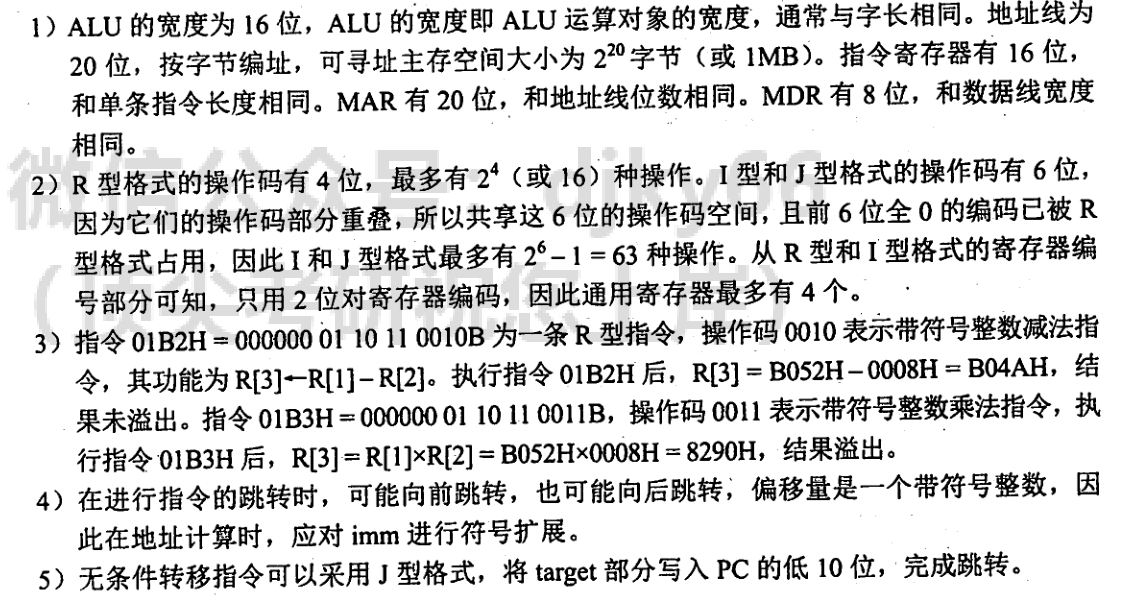 1）ALU 的宽度为 16 位，ALU 的宽度即 ALU 运算对象的宽度，通常与字长相同。地址线为
20 位，按字节编址，可寻址主存空间大小为 2²⁰ 字节（或 1MB）。指令寄存器有 16 位，
和单条指令长度相同。MAR 有 20 位，和地址线位数相同。MDR 有 8 位，和数据线宽度
相同。
2）R 型格式的操作码有 4 位，最多有 2⁴（或 16）种操作。I 型和 J 型格式的操作码有 6 位，
因为它们的操作码部分重叠，所以共享这 6 位的操作码空间，且前 6 位全 0 的编码已被 R
型格式占用，因此 I 和 J 型格式最多有 2⁶ – 1 = 63 种操作。从 R 型和 I 型格式的寄存器编
号部分可知，只用 2 位对寄存器编码，因此通用寄存器最多有 4 个。
3）指令 01B2H = 000000 01 10 11 0010B 为一条 R 型指令，操作码 0010 表示带符号整数减法指
令，其功能为 R[3]←R[1] – R[2]。执行指令 01B2H 后，R[3] = B052H – 0008H = B04AH，结
果未溢出。指令 01B3H = 000000 01 10 11 0011B，操作码 0011 表示带符号整数乘法指令，执
行指令 01B3H 后，R[3] = R[1]×R[2] = B052H×0008H = 8290H，结果溢出。
4）在进行指令的跳转时，可能向前跳转，也可能向后跳转，偏移量是一个带符号整数，因
此在地址计算时，应对 imm 进行符号扩展。
5）无条件转移指令可以采用 J 型格式，将 target 部分写入 PC 的低 10 位，完成跳转。